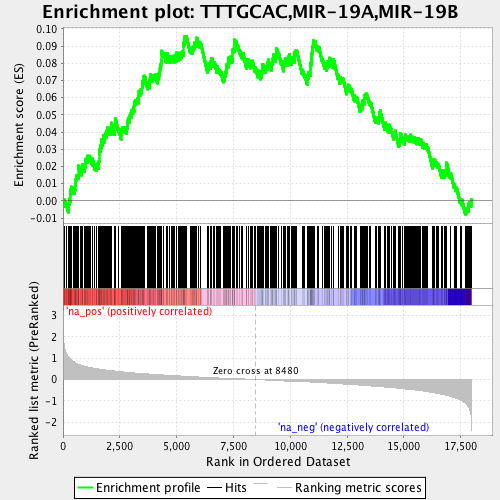 Enrichment plot: TTTGCAC,MIR-19A,MIR-19B
Enrichment score (ES)
0.10
0.09
0.08
0.07
0.06
0.05
0.04
0.03
0.02
0.01
0.00
-0.01
'na_pos' (positively correlated)
Ranked list metric (PreRanked)
3
2
1
0
-1
-2
Zero cross at 8480
'na_neg' (negatively correlated)
0
2,500
5,000
7,500
10,000
12,500
15,000
17,500
Rank in Ordered Dataset
Enrichment profile
Hits
Ranking metric scores